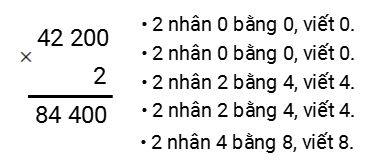 42 200
×
2
84 400
• 2 nhân 0 bằng 0, viết 0.
• 2 nhân 0 bằng 0, viết 0.
• 2 nhân 2 bằng 4, viết 4.
• 2 nhân 2 bằng 4, viết 4.
• 2 nhân 4 bằng 8, viết 8.